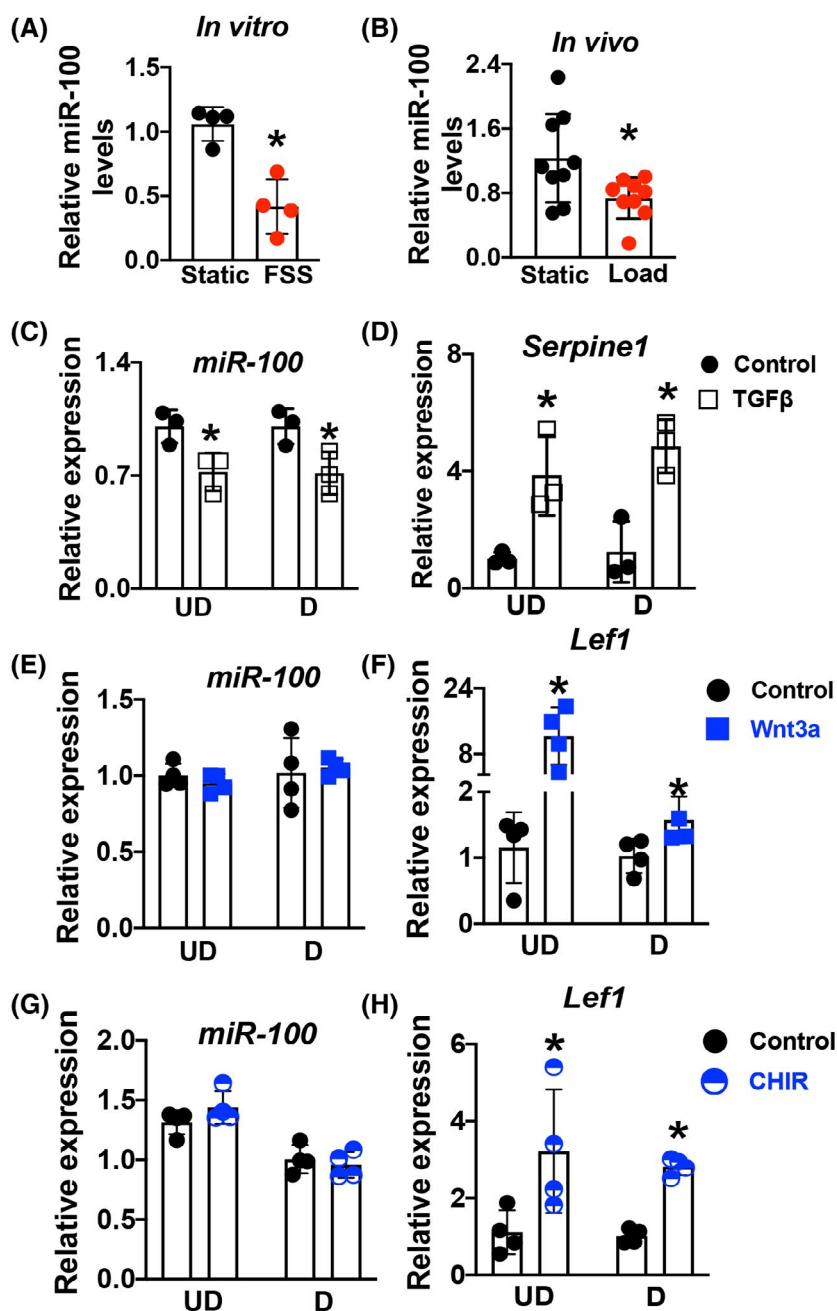 (A)
In vitro
Relative miR-100
levels
1.5
1.0
0.5
0.0
*
Static FSS
(B)
In vivo
Relative miR-100
levels
2.4
1.6
0.8
0.0
*
Static Load
(C)
miR-100
Relative expression
1.4
0.7
0.0
* *
UD D
(D)
Serpine1
Relative expression
8
4
0
* *
UD D
Control
TGFβ
(E)
miR-100
Relative expression
1.5
1.0
0.5
0.0
UD D
(F)
Lef1
Relative expression
24
8
2
1
0
* *
UD D
Control
Wnt3a
(G)
miR-100
Relative expression
2.0
1.5
1.0
0.5
0.0
UD D
(H)
Lef1
Relative expression
6
4
2
0
* *
UD D
Control
CHIR